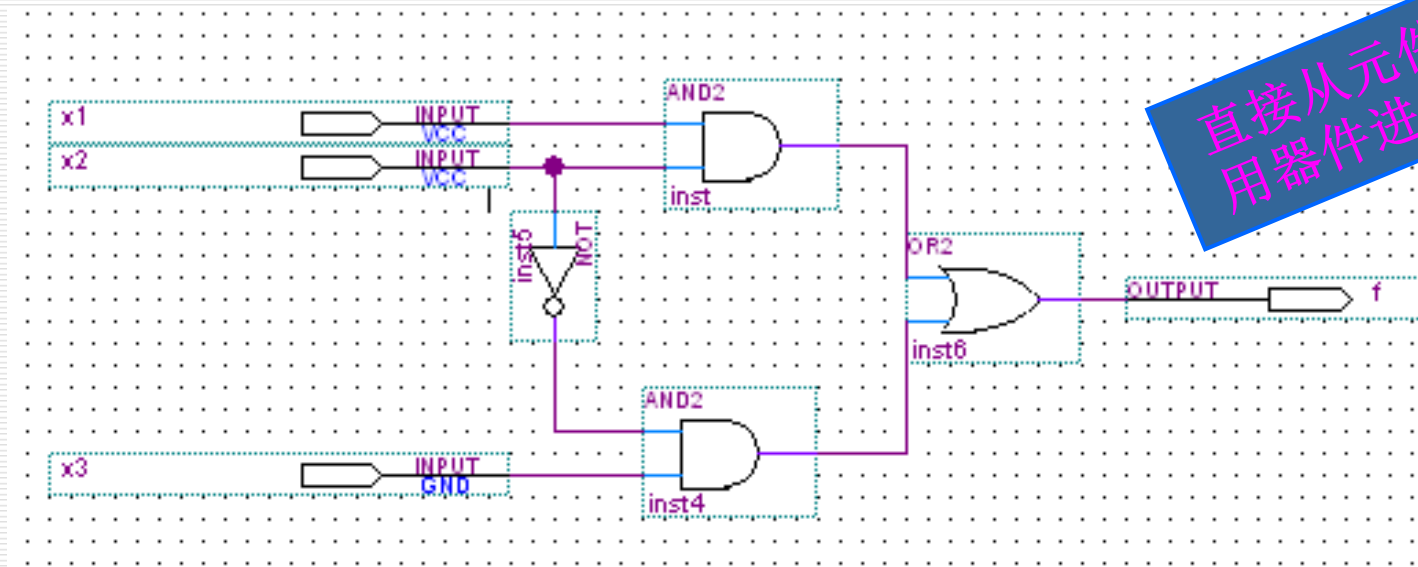 x1
INPUT
VCC
x2
INPUT
VCC
AND2
inst
inst5
NOT
OR2
inst6
OUTPUT
f
AND2
inst4
x3
INPUT
GND
直接从元件
用器件进